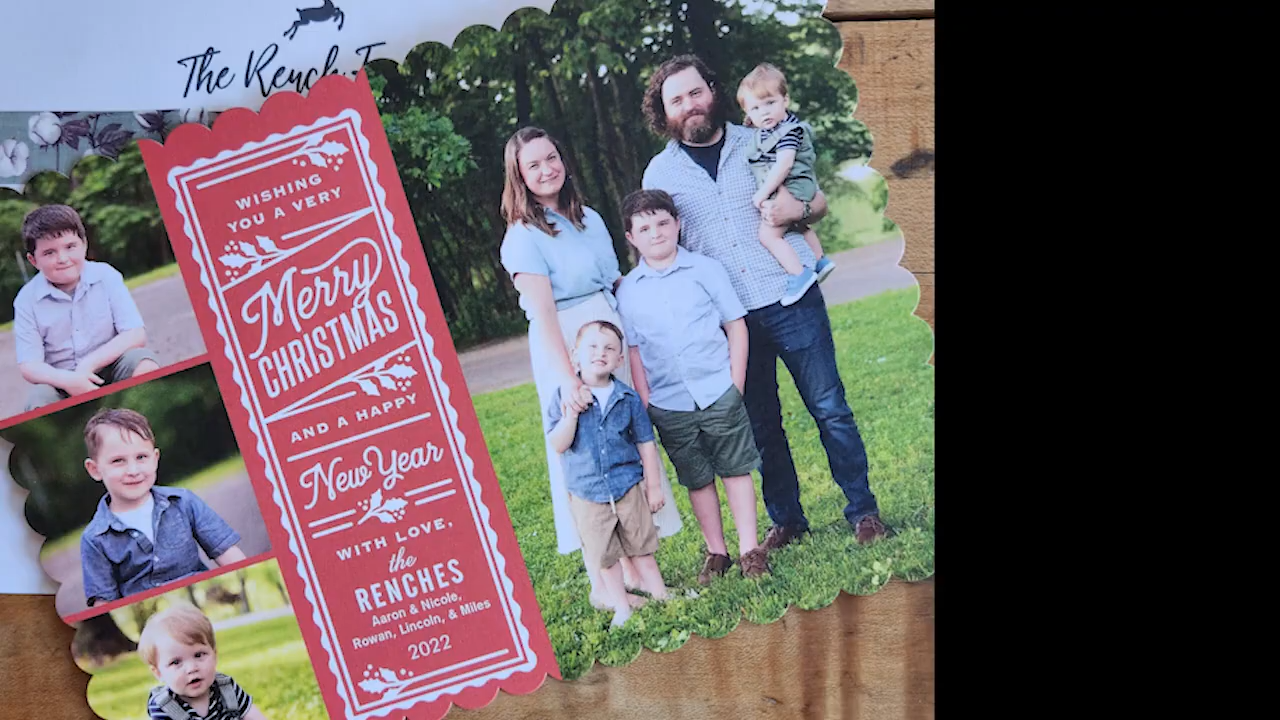 The Rench
WISHING
YOU A VERY
Merry
CHRISTMAS
AND A HAPPY
New Year
WITH LOVE,
the
RENCHES
Aaron & Nicole,
Rowan, Lincoln, & Miles
2022